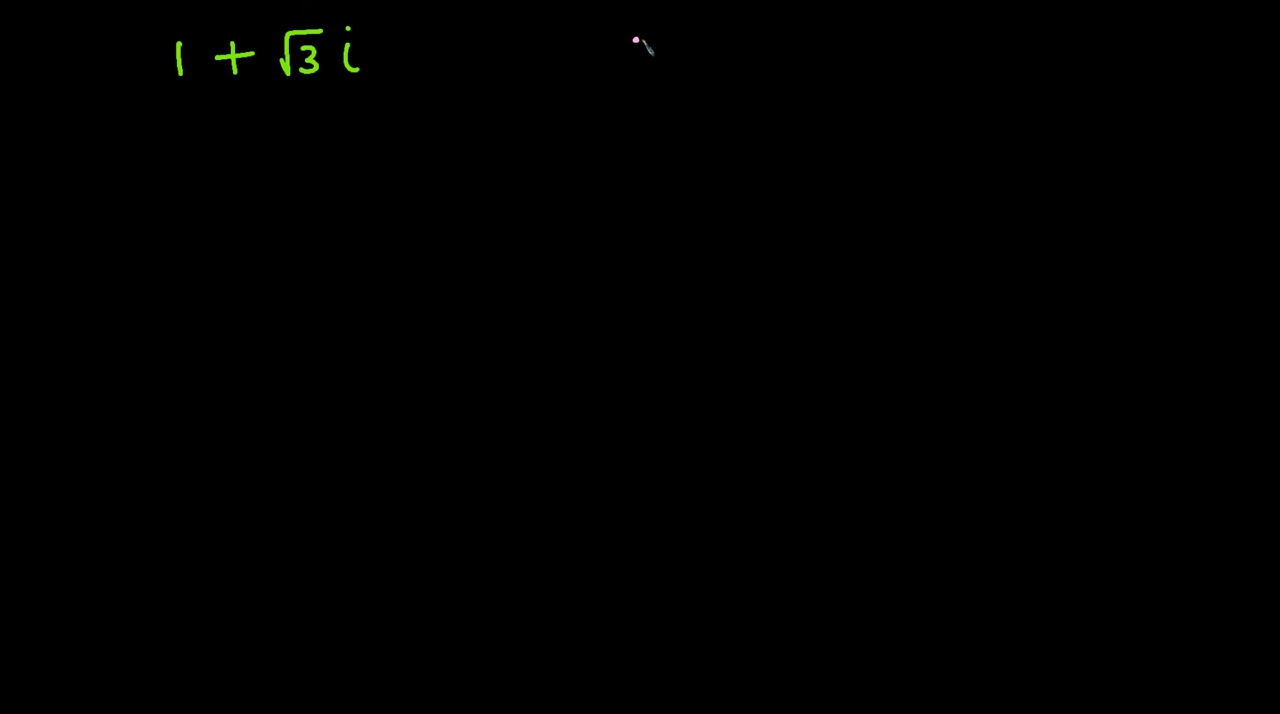 1 + √3 i